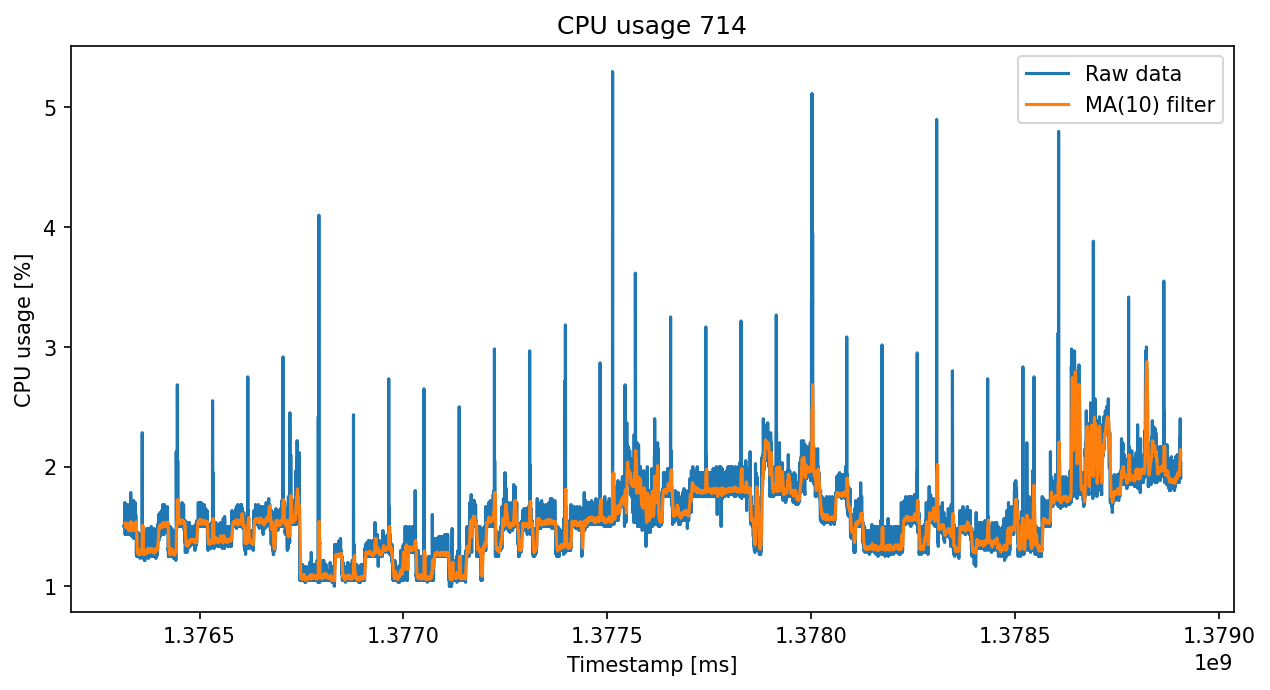 CPU usage 714
Raw data
MA(10) filter
CPU usage [%]
5
4
3
2
1
1.3765 1.3770 1.3775 1.3780 1.3785 1.3790
1e9
Timestamp [ms]